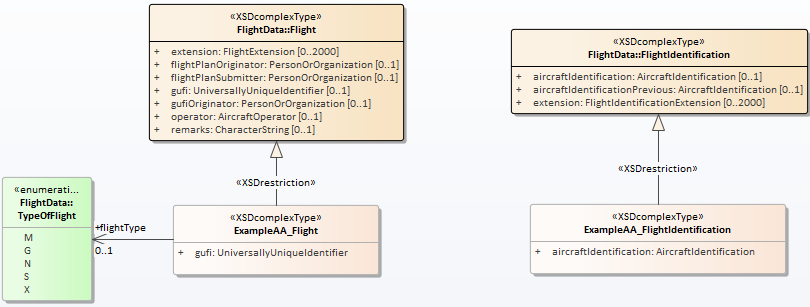 «XSDcomplexType»
FlightData::Flight
+ extension: FlightExtension [0..2000]
+ flightPlanOriginator: PersonOrOrganization [0..1]
+ flightPlanSubmitter: PersonOrOrganization [0..1]
+ gufi: UniversallyUniqueIdentifier [0..1]
+ gufiOriginator: PersonOrOrganization [0..1]
+ operator: AircraftOperator [0..1]
+ remarks: CharacterString [0..1]
«XSDcomplexType»
FlightData::FlightIdentification
+ aircraftIdentification: AircraftIdentification [0..1]
+ aircraftIdentificationPrevious: AircraftIdentification [0..1]
+ extension: FlightIdentificationExtension [0..2000]
«XSDrestriction»
«XSDrestriction»
«enumerati...
FlightData::
TypeOfFlight
M
G
N
S
X
+flightType
0..1
«XSDcomplexType»
ExampleAA_Flight
+ gufi: UniversallyUniqueIdentifier
«XSDcomplexType»
ExampleAA_FlightIdentification
+ aircraftIdentification: AircraftIdentification